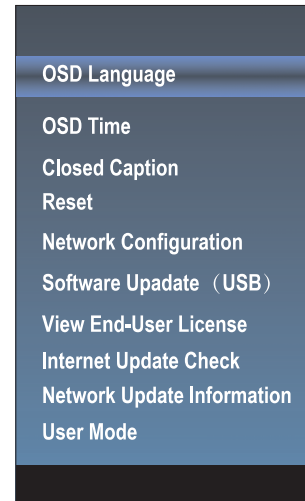 OSD Language
OSD Time
Closed Caption
Reset
Network Configuration
Software Upadate（USB）
View End-User License
Internet Update Check
Network Update Information
User Mode